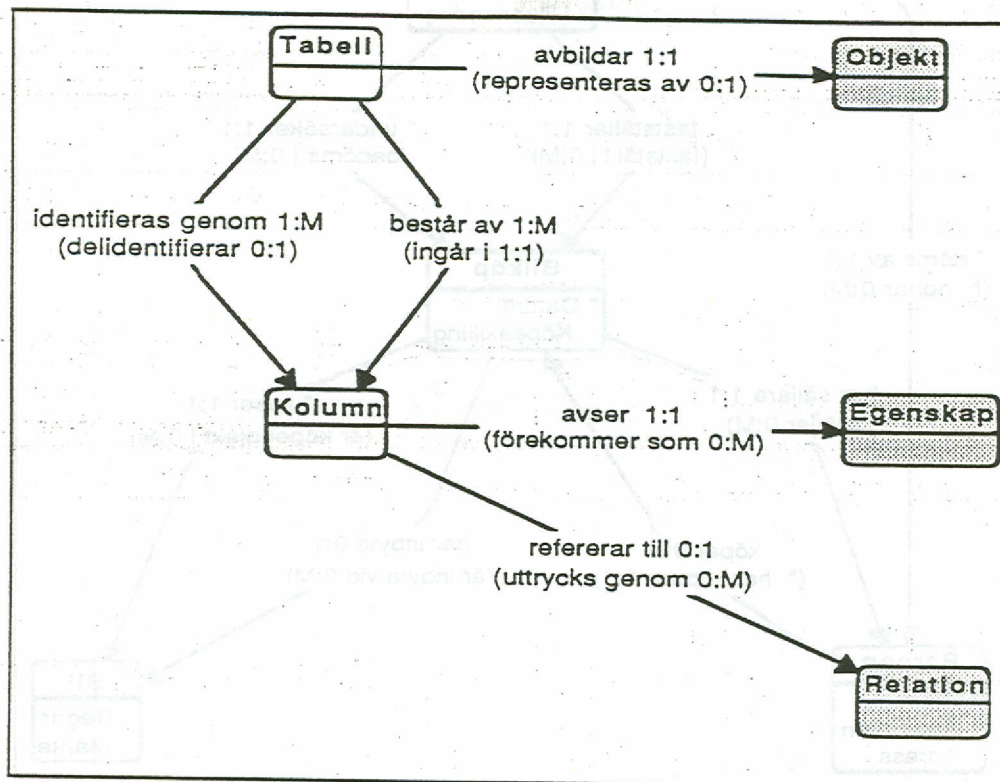 Tabell
avbildar 1:1
(representeras av 0:1)
Objekt
identifieras genom 1:M
(delidentifierar 0:1)
består av 1:M
(ingår i 1:1)
Kolumn
avser 1:1
(förekommer som 0:M)
Egenskap
refererar till 0:1
(uttrycks genom 0:M)
Relation